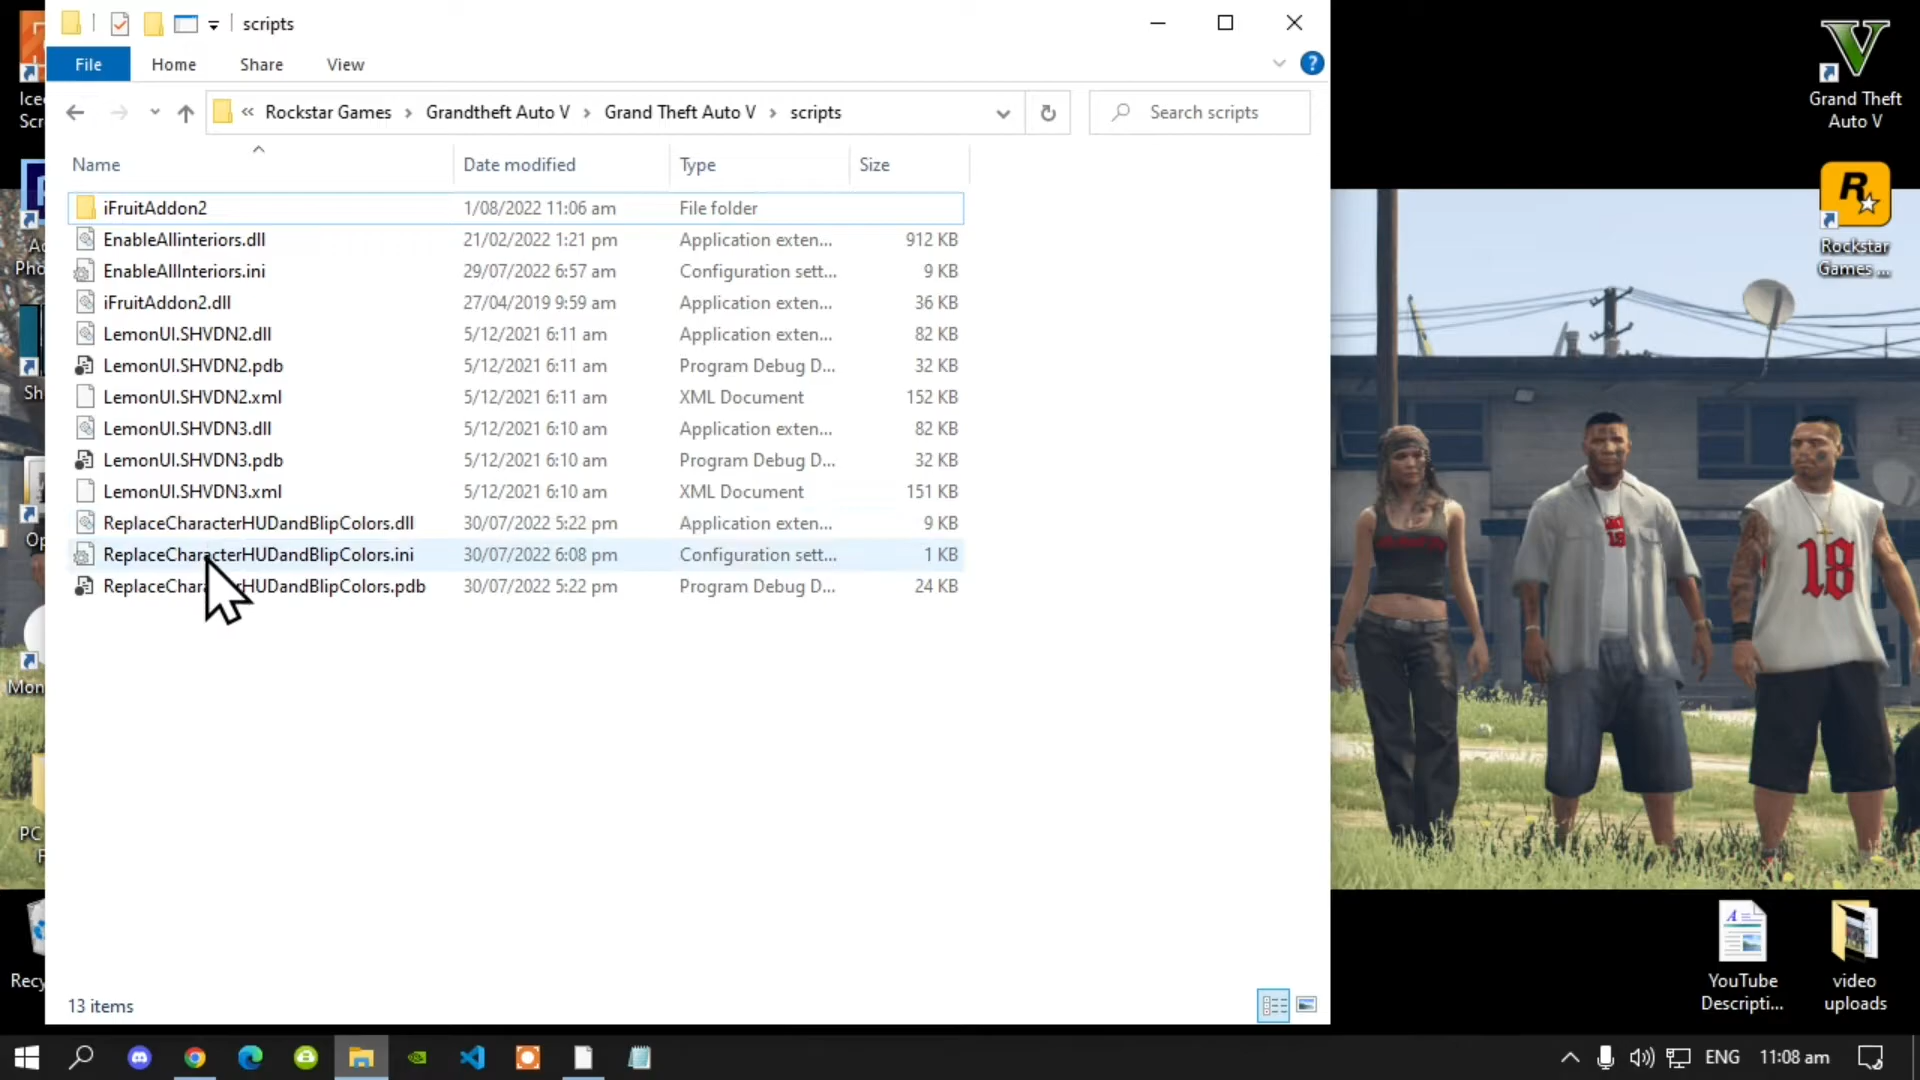 scripts
File
Home
Share
View
?
« Rockstar Games › Grandtheft Auto V › Grand Theft Auto V › scripts
Search scripts
Name
Date modified
Type
Size
iFruitAddon2 1/08/2022 11:06 am File folder
EnableAllinteriors.dll 21/02/2022 1:21 pm Application exten... 912 KB
EnableAllInteriors.ini 29/07/2022 6:57 am Configuration sett... 9 KB
iFruitAddon2.dll 27/04/2019 9:59 am Application exten... 36 KB
LemonUI.SHVDN2.dll 5/12/2021 6:11 am Application exten... 82 KB
LemonUI.SHVDN2.pdb 5/12/2021 6:11 am Program Debug D... 32 KB
LemonUI.SHVDN2.xml 5/12/2021 6:11 am XML Document 152 KB
LemonUI.SHVDN3.dll 5/12/2021 6:10 am Application exten... 82 KB
LemonUI.SHVDN3.pdb 5/12/2021 6:10 am Program Debug D... 32 KB
LemonUI.SHVDN3.xml 5/12/2021 6:10 am XML Document 151 KB
ReplaceCharacterHUDandBlipColors.dll 30/07/2022 5:22 pm Application exten... 9 KB
ReplaceCharacterHUDandBlipColors.ini 30/07/2022 6:08 pm Configuration sett... 1 KB
ReplaceCharacterHUDandBlipColors.pdb 30/07/2022 5:22 pm Program Debug D... 24 KB
13 items
Grand Theft
Auto V
R
Rockstar
Games ...
18
18
YouTube
Descripti...
video
uploads
Mon
PC
Recy
ENG
11:08 am